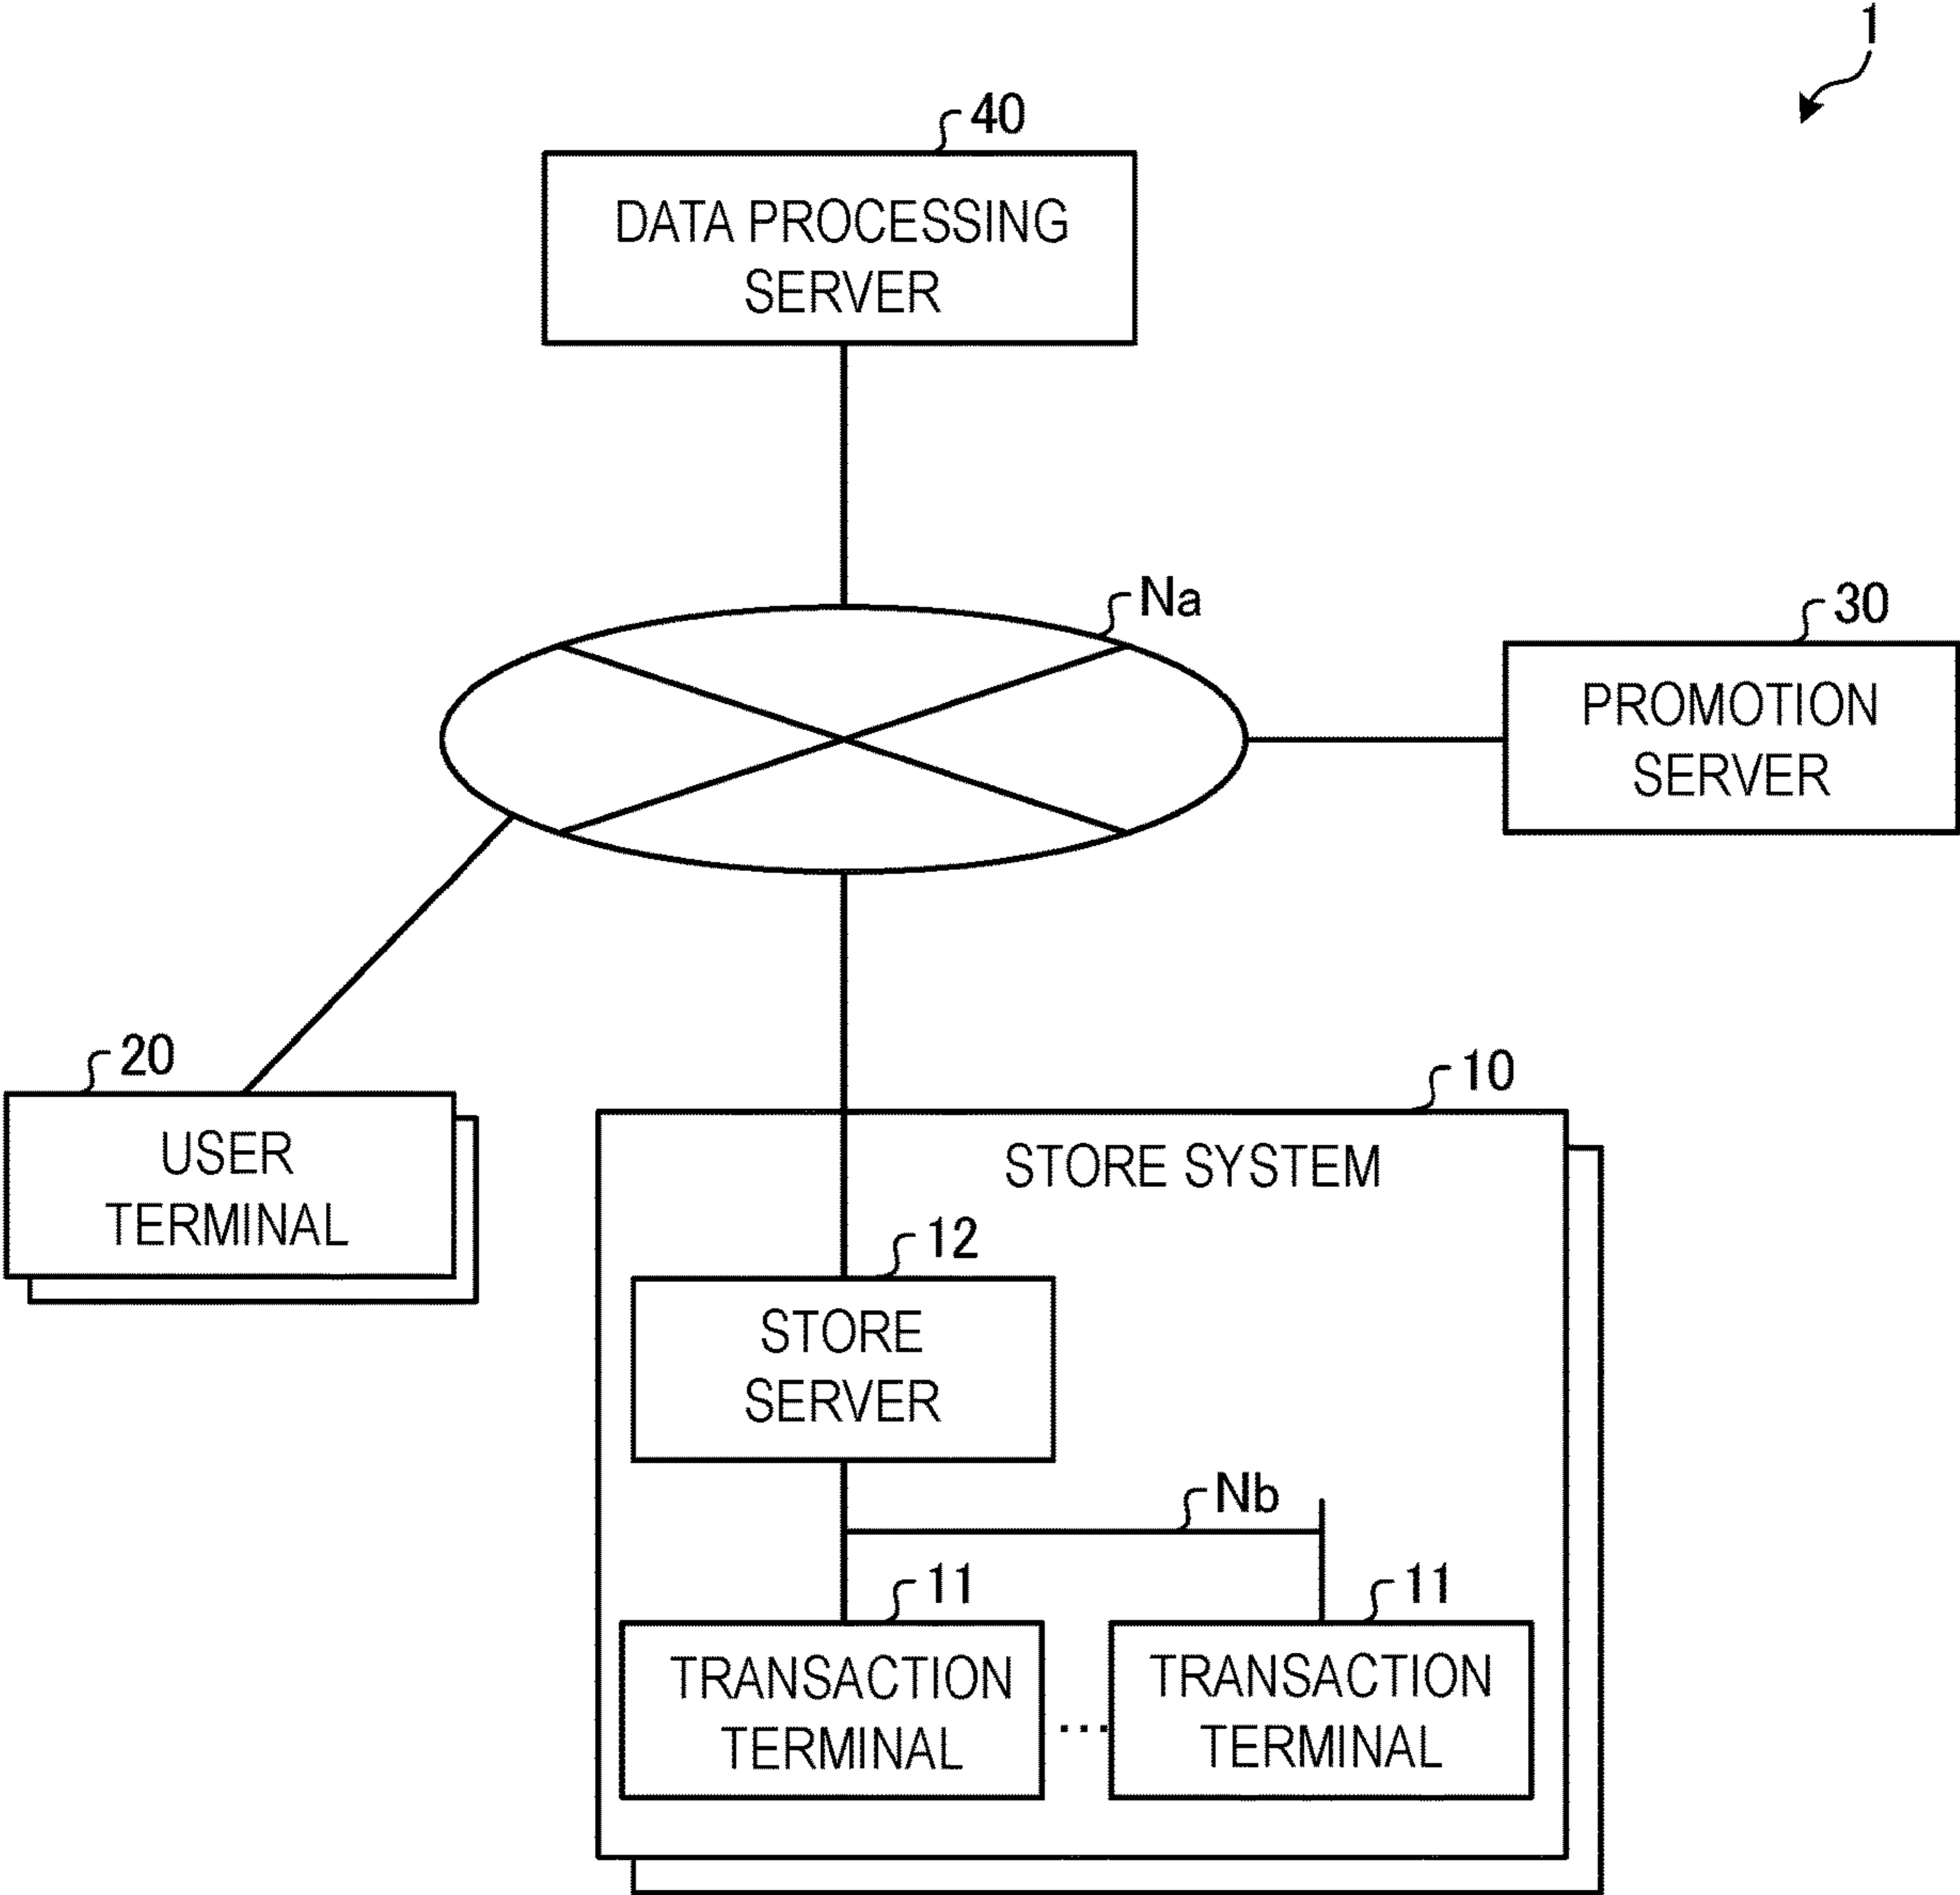 1
40
DATA PROCESSING
SERVER
Na
30
PROMOTION
SERVER
20
USER
TERMINAL
10
STORE SYSTEM
12
STORE
SERVER
Nb
11
TRANSACTION
TERMINAL
...
11
TRANSACTION
TERMINAL